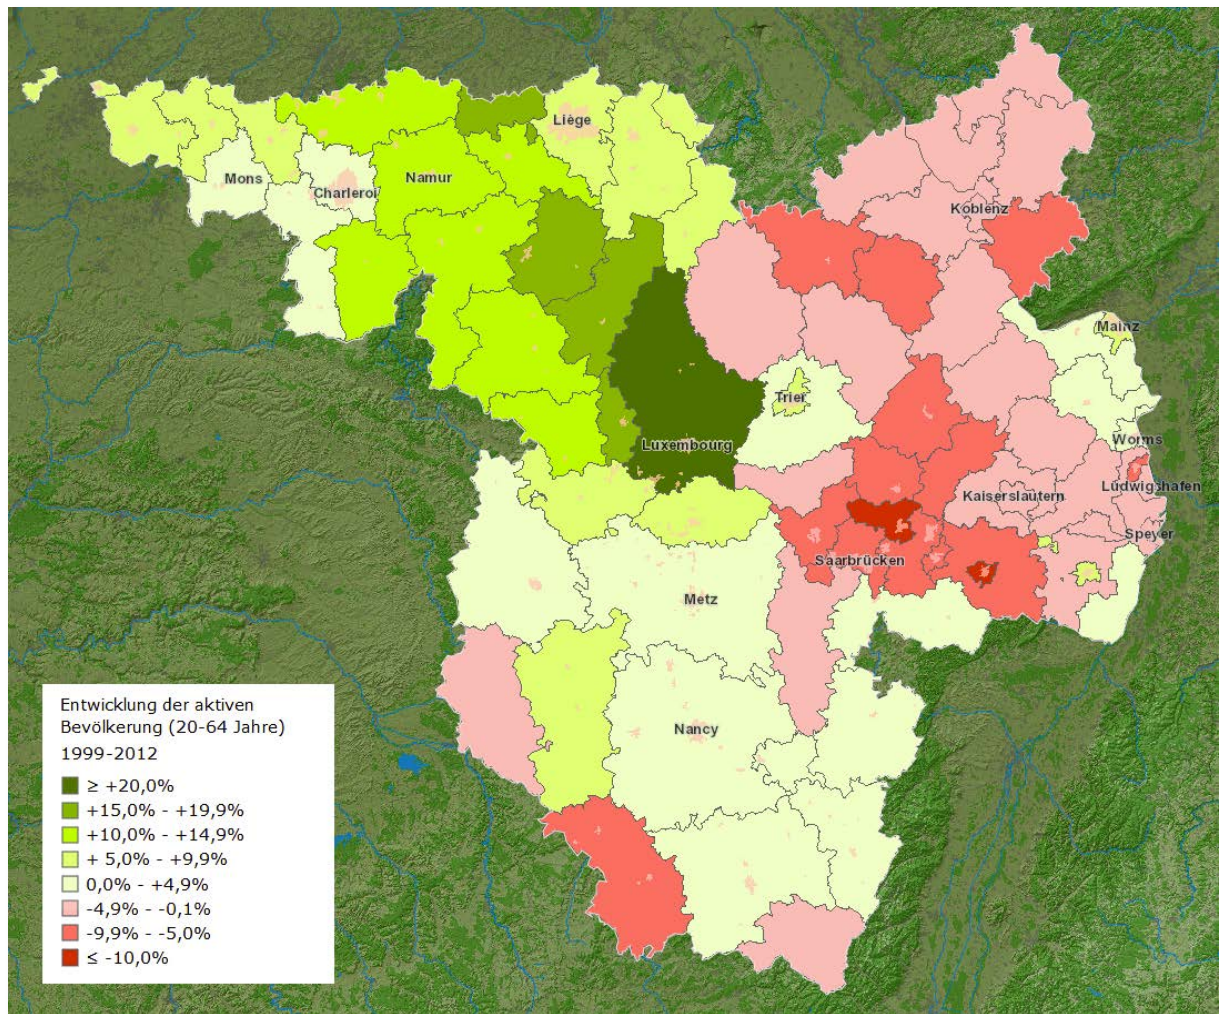 Liège
Mons
Charleroi
Namur
Koblenz
Mainz
Trier
Luxembourg
Worms
Ludwigshafen
Kaiserslautern
Speyer
Saarbrücken
Metz
Nancy
Entwicklung der aktiven
Bevölkerung (20-64 Jahre)
1999-2012
≥ +20,0%
+15,0% - +19,9%
+10,0% - +14,9%
+ 5,0% - +9,9%
0,0% - +4,9%
-4,9% - -0,1%
-9,9% - -5,0%
≤ -10,0%